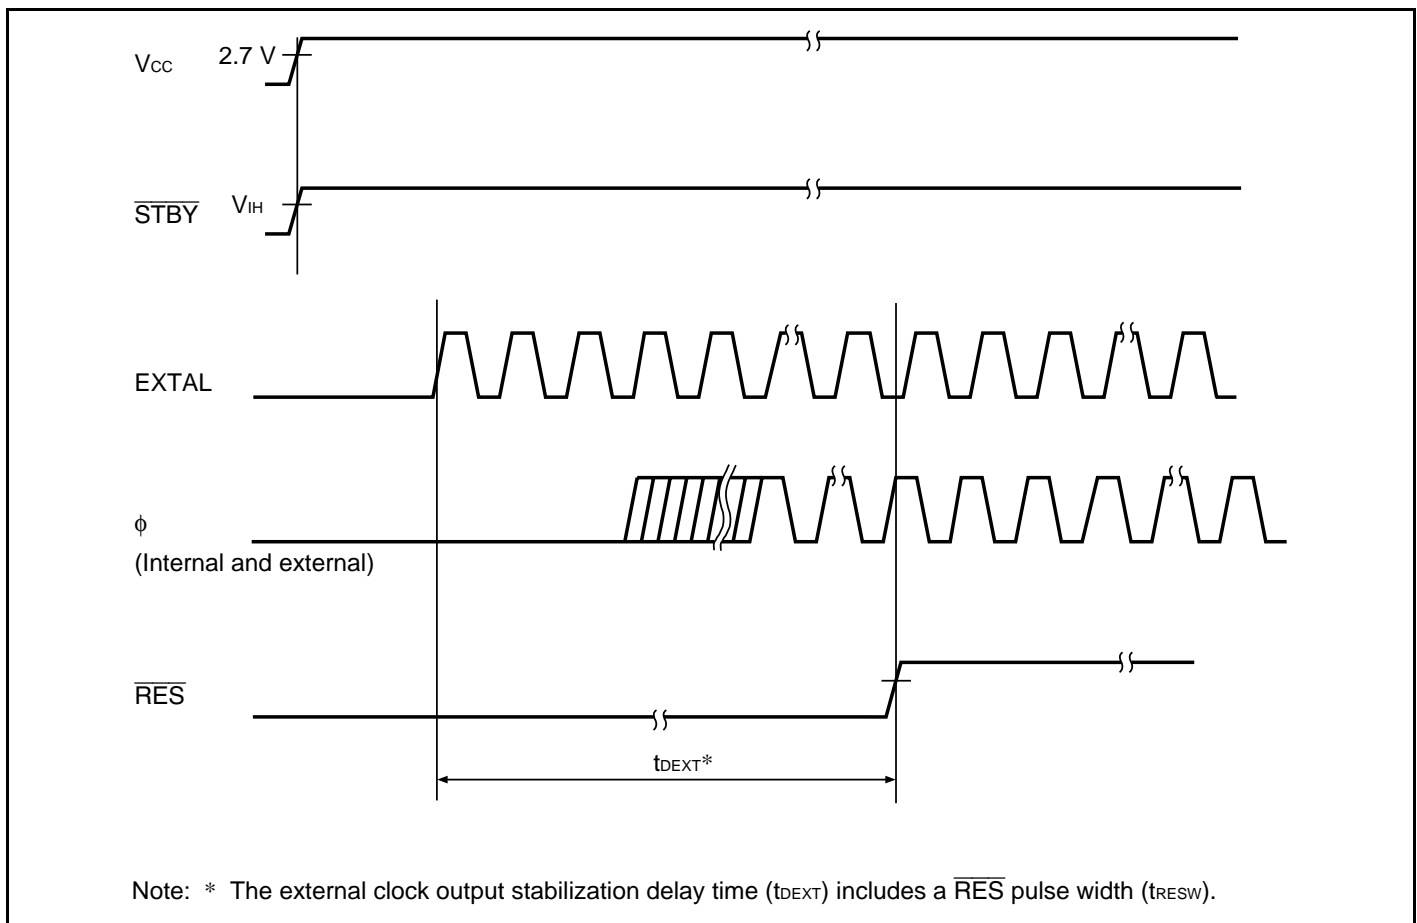 VCC
2.7 V
STBY
VIH
EXTAL
φ
(Internal and external)
RES
tDEXT*
Note: * The external clock output stabilization delay time (tDEXT) includes a RES pulse width (tRESW).